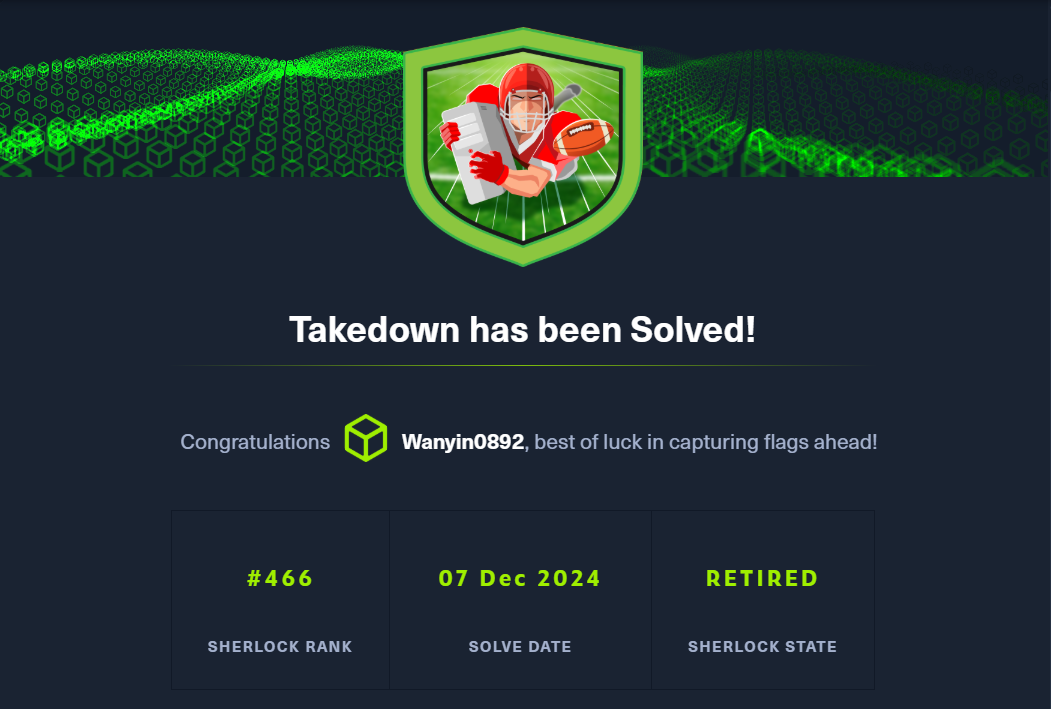 Takedown has been Solved!
Congratulations Wanyin0892, best of luck in capturing flags ahead!
#466 07 Dec 2024 RETIRED
SHERLOCK RANK SOLVE DATE SHERLOCK STATE